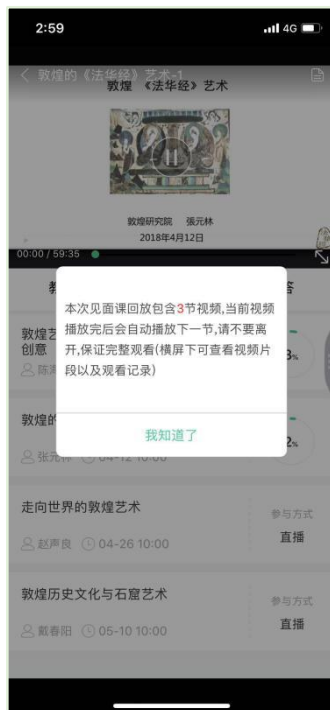 2:59
4G
敦煌的《法华经》艺术-1
敦煌 《法华经》艺术
敦煌研究院 張元林
2018年4月12日
00:00 / 59:35
本次见面课回放包含3节视频,当前视频
播放完后会自动播放下一节,请不要离
开,保证完整观看(横屏下可查看视频片
段以及观看记录)
我知道了
答
敦煌艺
创意
敦煌的
04-12 10:00
走向世界的敦煌艺术
参与方式
赵声良 04-26 10:00
直播
敦煌历史文化与石窟艺术
参与方式
戴春阳 05-10 10:00
直播